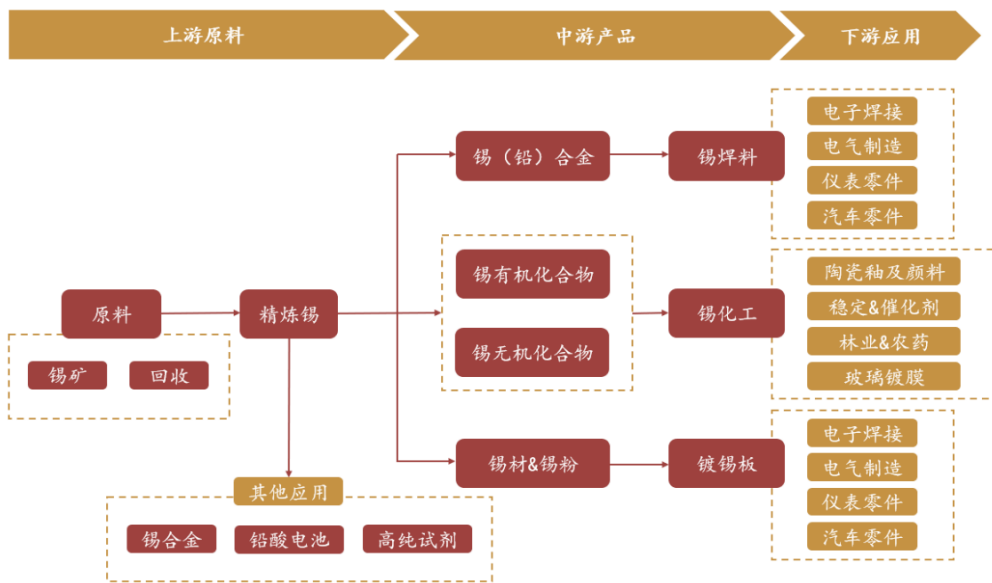 上游原料
中游产品
下游应用
原料
锡矿
回收
精炼锡
其他应用
锡合金
铅酸电池
高纯试剂
锡（铅）合金
锡焊料
电子焊接
电气制造
仪表零件
汽车零件
锡有机化合物
锡无机化合物
锡化工
陶瓷釉及颜料
稳定&催化剂
林业&农药
玻璃镀膜
锡材&锡粉
镀锡板
电子焊接
电气制造
仪表零件
汽车零件